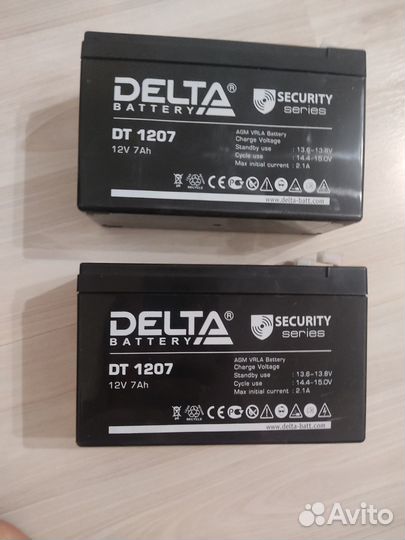 DELTA®
BATTERY
SECURITY
series
DT 1207
12V 7Ah
AGM VRLA Battery
Charge Voltage
Standby use : 13.6-13.8V
Cycle use : 14.4-15.0V
Max initial current : 2.1A
www.delta-batt.com
DELTA®
BATTERY
SECURITY
series
DT 1207
12V 7Ah
AGM VRLA Battery
Charge Voltage
Standby use : 13.6-13.8V
Cycle use : 14.4-15.0V
Max initial current : 2.1A
www.delta-batt.com
Avito